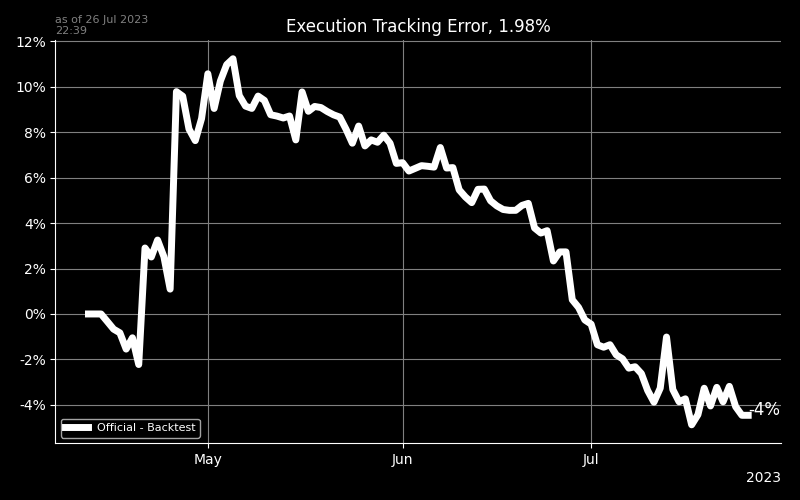 as of 26 Jul 2023
22:39
Execution Tracking Error, 1.98%
12%
10%
8%
6%
4%
2%
0%
-2%
-4%
-4%
Official - Backtest
May
Jun
Jul
2023